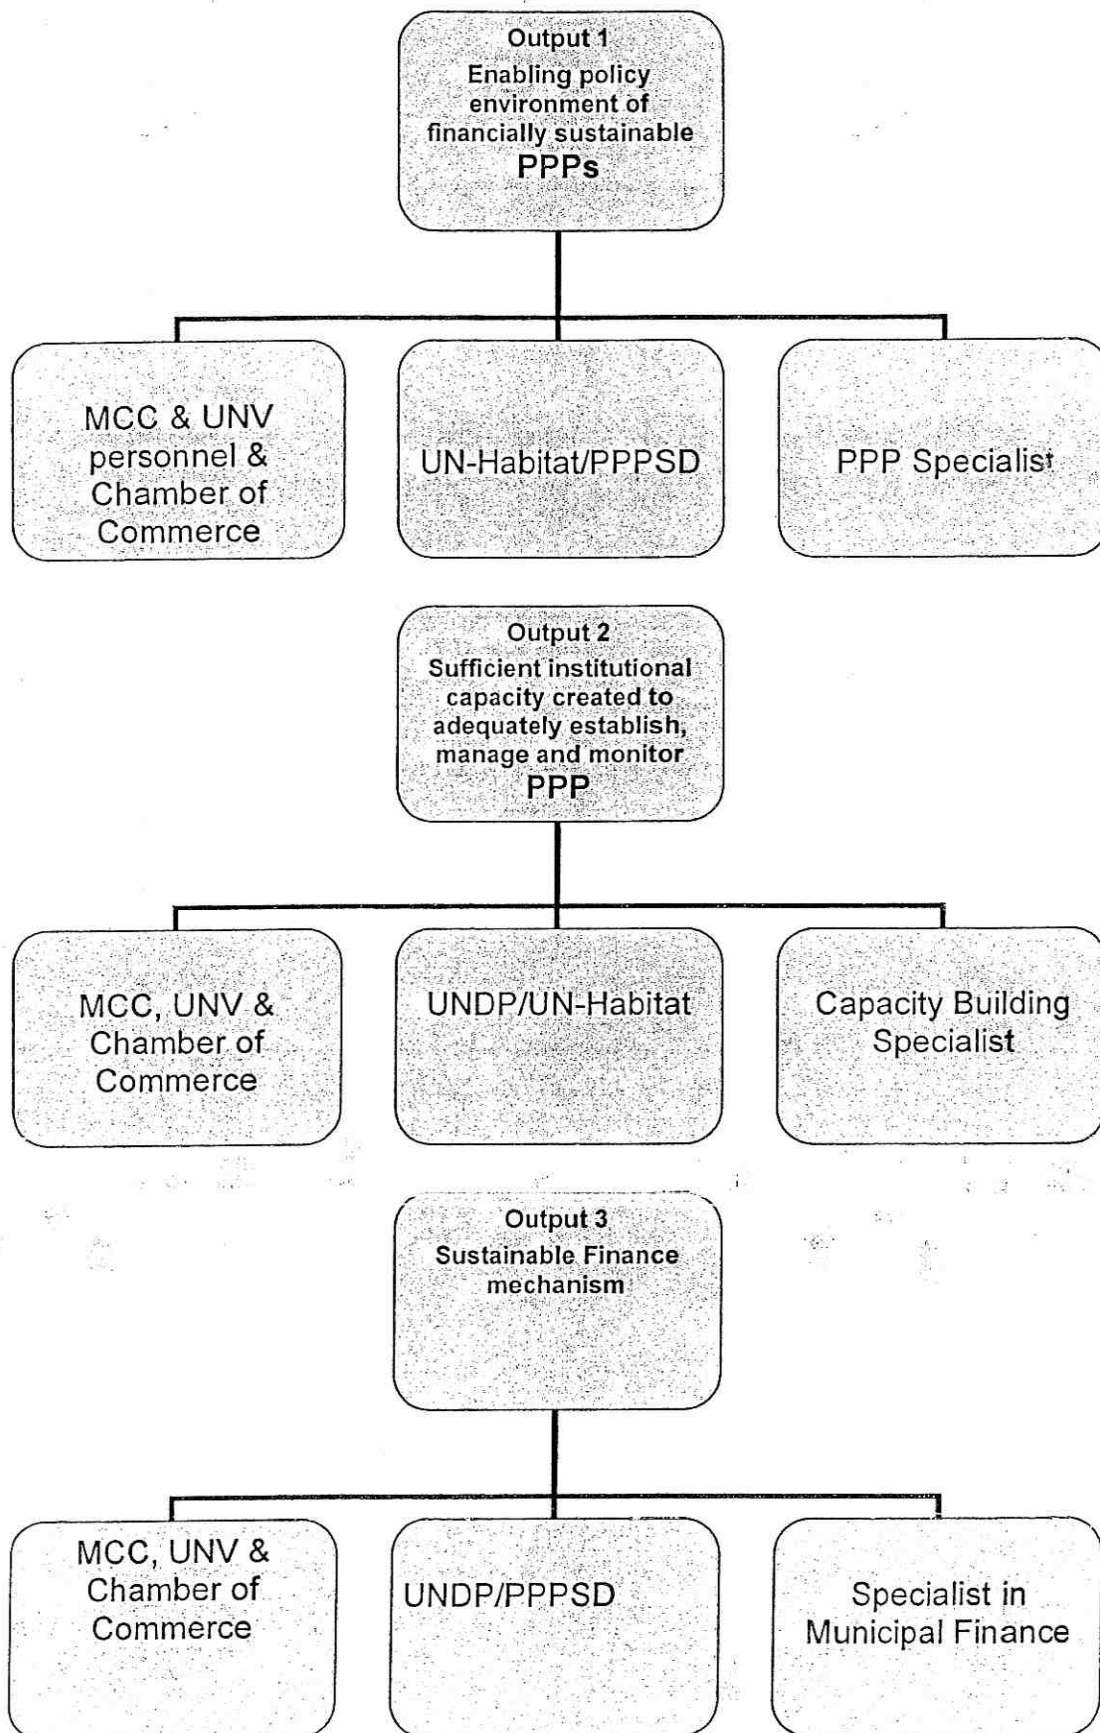 Output 1
Enabling policy
environment of
financially sustainable
PPPs
MCC & UNV
personnel &
Chamber of
Commerce
UN-Habitat/PPPSD
PPP Specialist
Output 2
Sufficient institutional
capacity created to
adequately establish,
manage and monitor
PPP
MCC, UNV &
Chamber of
Commerce
UNDP/UN-Habitat
Capacity Building
Specialist
Output 3
Sustainable Finance
mechanism
MCC, UNV &
Chamber of
Commerce
UNDP/PPPSD
Specialist in
Municipal Finance